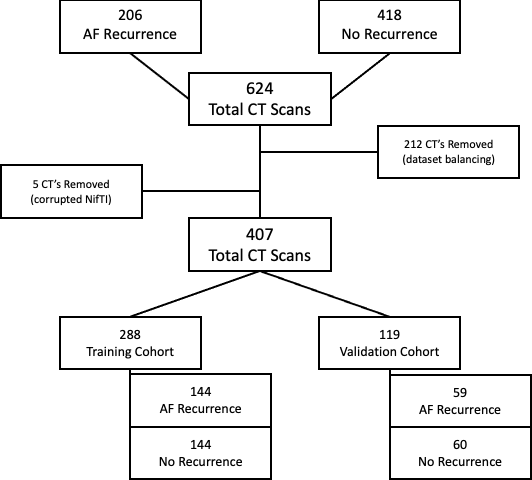 206
AF Recurrence
418
No Recurrence
624
Total CT Scans
212 CT's Removed
(dataset balancing)
5 CT's Removed
(corrupted NifTI)
407
Total CT Scans
288
Training Cohort
119
Validation Cohort
144
AF Recurrence
144
No Recurrence
59
AF Recurrence
60
No Recurrence